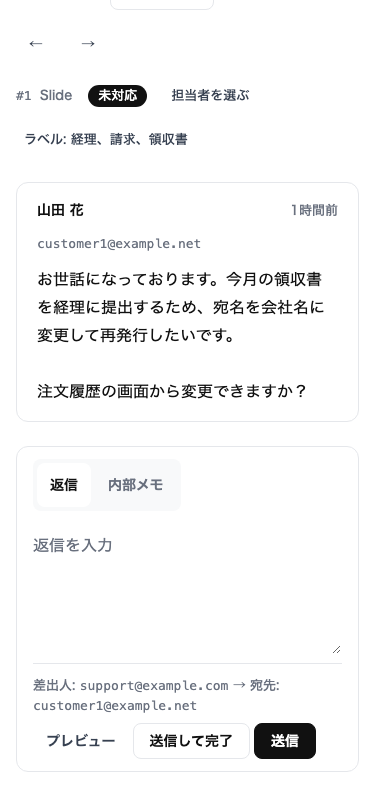 ← →
#1 Slide 未対応 担当者を選ぶ
ラベル: 経理、請求、領収書
山田 花 1時間前
customer1@example.net
お世話になっております。今月の領収書
を経理に提出するため、宛名を会社名に
変更して再発行したいです。
注文履歴の画面から変更できますか？
返信 内部メモ
返信を入力
差出人: support@example.com → 宛先:
customer1@example.net
プレビュー 送信して完了 送信